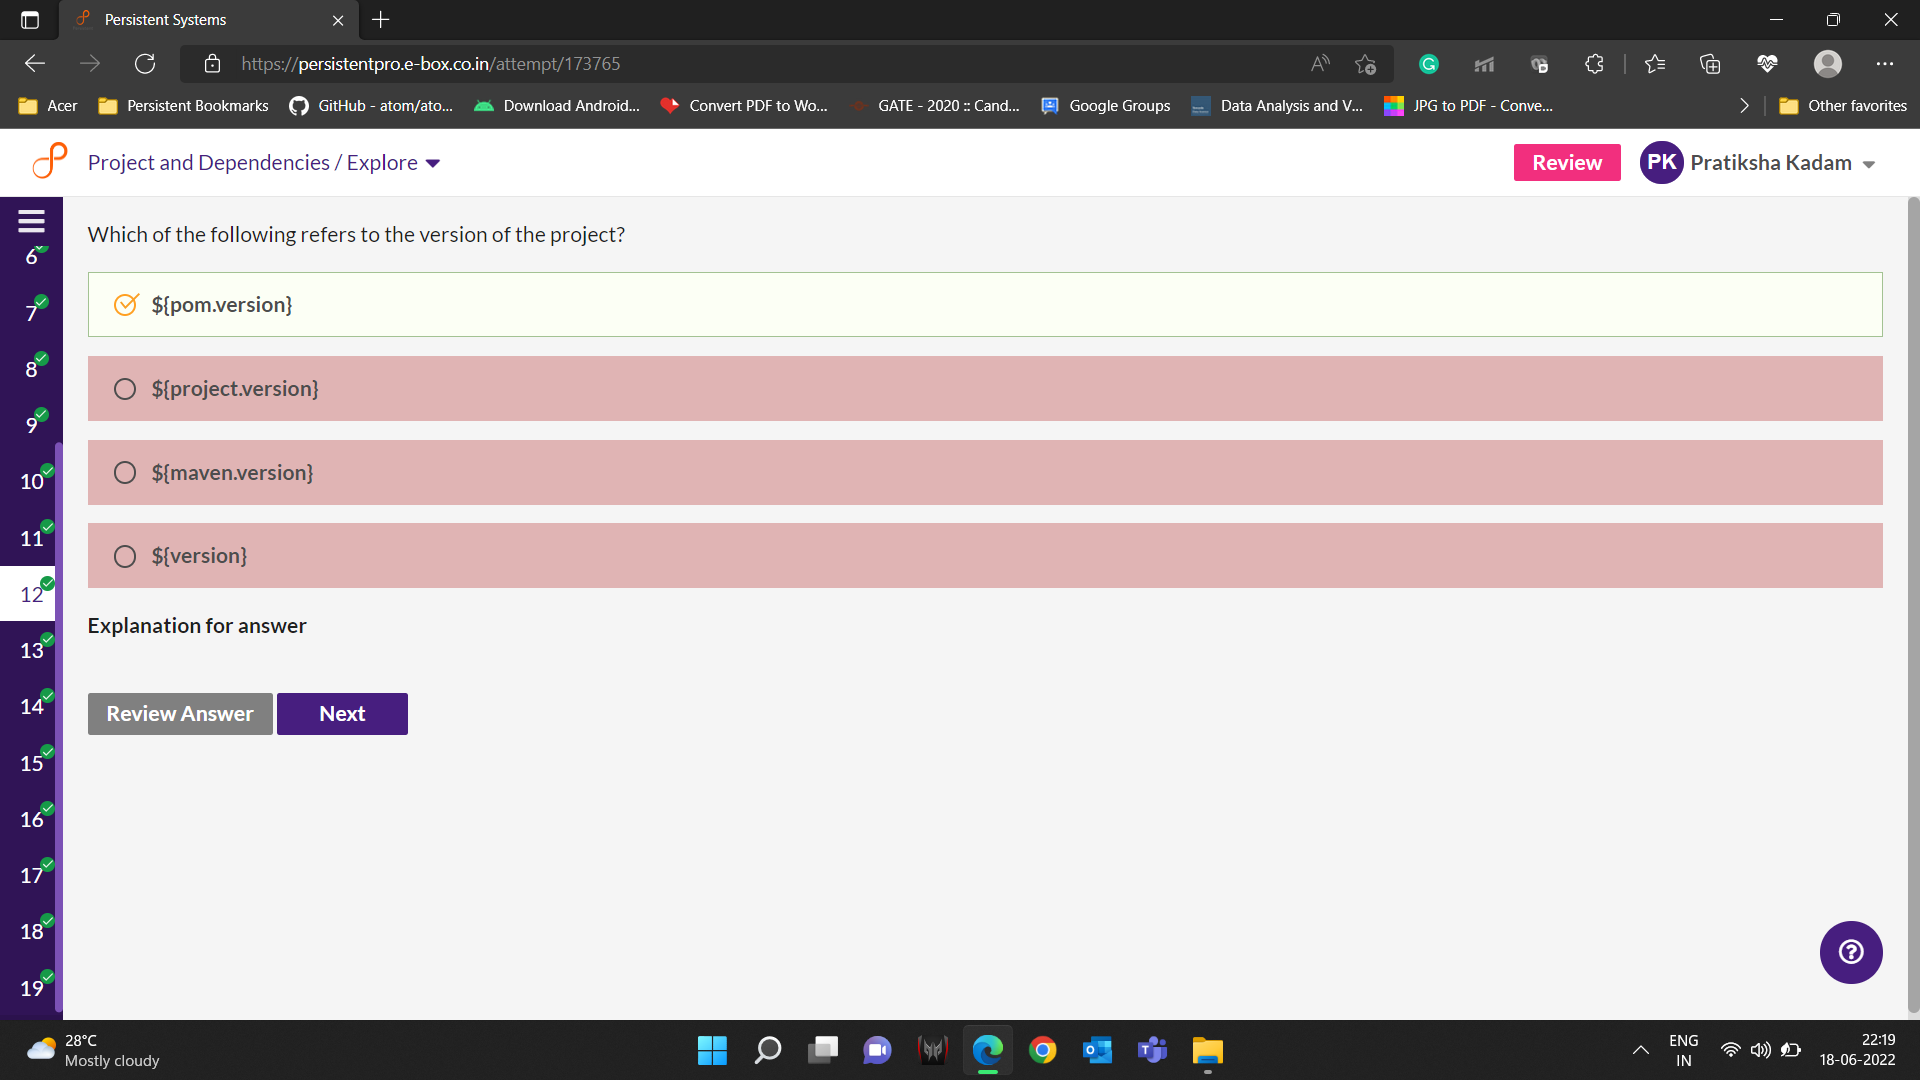 Persistent Systems
https://persistentpro.e-box.co.in/attempt/173765
Acer
Persistent Bookmarks
GitHub - atom/ato...
Download Android...
Convert PDF to Wo...
GATE - 2020 :: Cand...
Google Groups
Data Analysis and V...
JPG to PDF - Conve...
Other favorites
Project and Dependencies / Explore
Review
PK
Pratiksha Kadam
6
7
8
9
10
11
12
13
14
15
16
17
18
19
Which of the following refers to the version of the project?
${pom.version}
${project.version}
${maven.version}
${version}
Explanation for answer
Review Answer
Next
28°C
Mostly cloudy
ENG
IN
22:19
18-06-2022